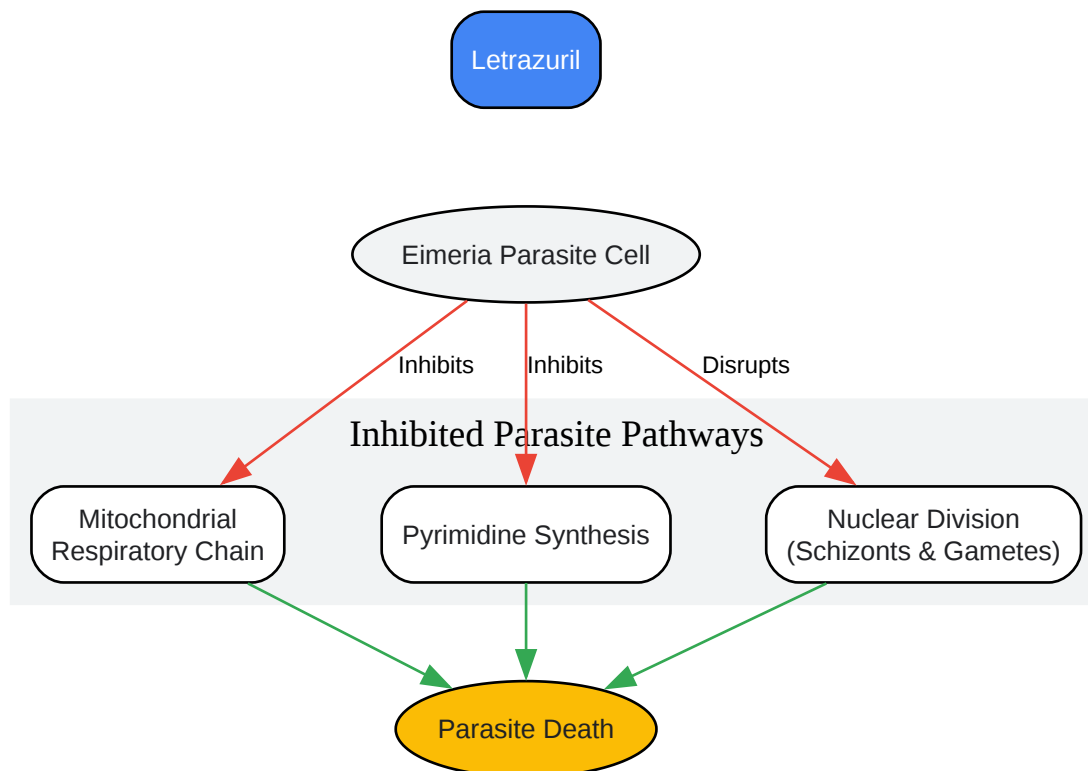 Letrazuril
Eimeria Parasite Cell
Inhibits
Inhibits
Disrupts
Inhibited Parasite Pathways
Mitochondrial
Respiratory Chain
Pyrimidine Synthesis
Nuclear Division
(Schizonts & Gametes)
Parasite Death